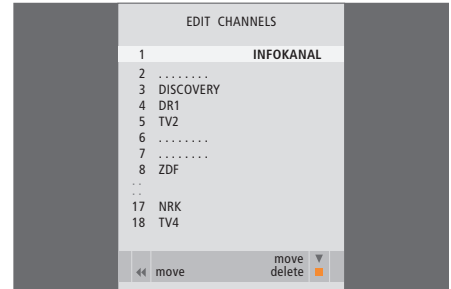 EDIT CHANNELS
1 INFOKANAL
2 ........
3 DISCOVERY
4 DR1
5 TV2
6 ........
7 ........
8 ZDF
..
..
17 NRK
18 TV4
move ▼
◀◀ move delete